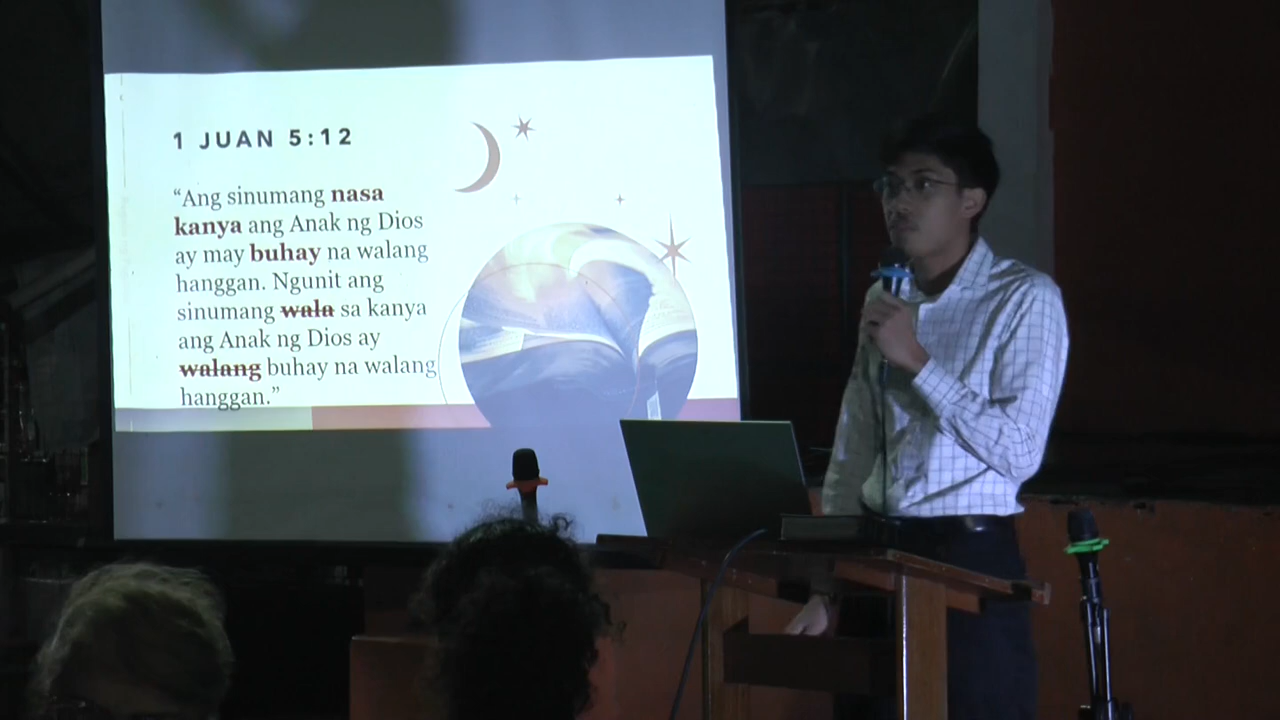 1 JUAN 5:12
“Ang sinumang nasa
kanya ang Anak ng Dios
ay may buhay na walang
hanggan. Ngunit ang
sinumang wala sa kanya
ang Anak ng Dios ay
walang buhay na walang
hanggan.”